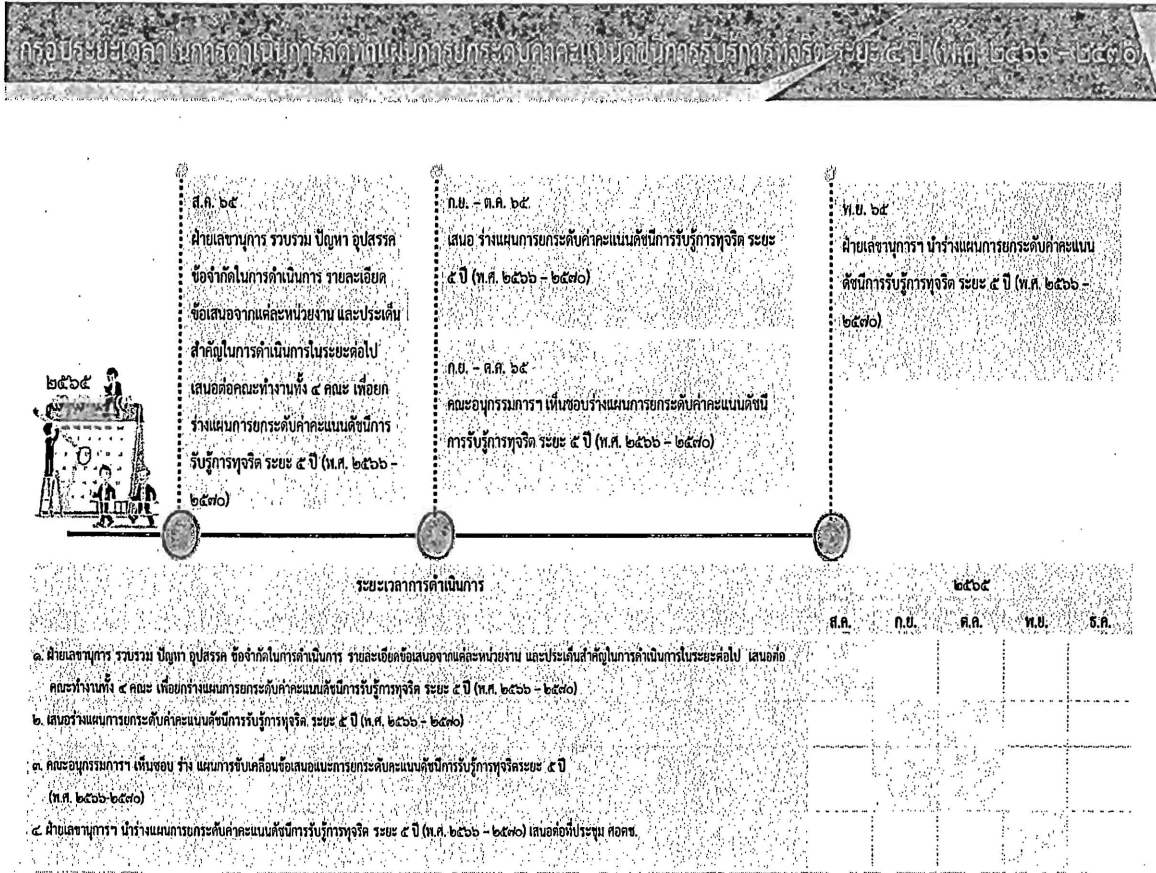 กรอบระยะเวลาในการดำเนินการจัดทำแผนการยกระดับค่าคะแนนดัชนีการรับรู้การทุจริต ระยะ ๕ ปี (พ.ศ. ๒๕๖๖ – ๒๕๗๐)
๒๕๖๕
ส.ค. ๖๕
ฝ่ายเลขานุการ รวบรวม ปัญหา อุปสรรค
ข้อจำกัดในการดำเนินการ รายละเอียด
ข้อเสนอจากแต่ละหน่วยงาน และประเด็น
สำคัญในการดำเนินการในระยะต่อไป
เสนอต่อคณะทำงานทั้ง ๔ คณะ เพื่อยก
ร่างแผนการยกระดับค่าคะแนนดัชนีการ
รับรู้การทุจริต ระยะ ๕ ปี (พ.ศ. ๒๕๖๖ –
๒๕๗๐)
ก.ย. – ต.ค. ๖๕
เสนอ ร่างแผนการยกระดับค่าคะแนนดัชนีการรับรู้การทุจริต ระยะ
๕ ปี (พ.ศ. ๒๕๖๖ – ๒๕๗๐)
ก.ย. – ต.ค. ๖๕
คณะอนุกรรมการฯ เห็นชอบร่างแผนการยกระดับค่าคะแนนดัชนี
การรับรู้การทุจริต ระยะ ๕ ปี (พ.ศ. ๒๕๖๖ – ๒๕๗๐)
พ.ย. ๖๕
ฝ่ายเลขานุการฯ นำร่างแผนการยกระดับค่าคะแนน
ดัชนีการรับรู้การทุจริต ระยะ ๕ ปี (พ.ศ. ๒๕๖๖ –
๒๕๗๐)
ระยะเวลาการดำเนินการ
๒๕๖๕
ส.ค. ก.ย. ต.ค. พ.ย. ธ.ค.
๑. ฝ่ายเลขานุการ รวบรวม ปัญหา อุปสรรค ข้อจำกัดในการดำเนินการ รายละเอียดข้อเสนอจากแต่ละหน่วยงาน และประเด็นสำคัญในการดำเนินการในระยะต่อไป เสนอต่อ
คณะทำงานทั้ง ๔ คณะ เพื่อยกร่างแผนการยกระดับค่าคะแนนดัชนีการรับรู้การทุจริต ระยะ ๕ ปี (พ.ศ. ๒๕๖๖ – ๒๕๗๐)
๒. เสนอร่างแผนการยกระดับค่าคะแนนดัชนีการรับรู้การทุจริต ระยะ ๕ ปี (พ.ศ. ๒๕๖๖ – ๒๕๗๐)
๓. คณะอนุกรรมการฯ เห็นชอบ ร่าง แผนการขับเคลื่อนข้อเสนอแนะการยกระดับคะแนนดัชนีการรับรู้การทุจริตระยะ ๕ ปี
(พ.ศ. ๒๕๖๖-๒๕๗๐)
๔. ฝ่ายเลขานุการฯ นำร่างแผนการยกระดับค่าคะแนนดัชนีการรับรู้การทุจริต ระยะ ๕ ปี (พ.ศ. ๒๕๖๖ – ๒๕๗๐) เสนอต่อที่ประชุม ศอตช.